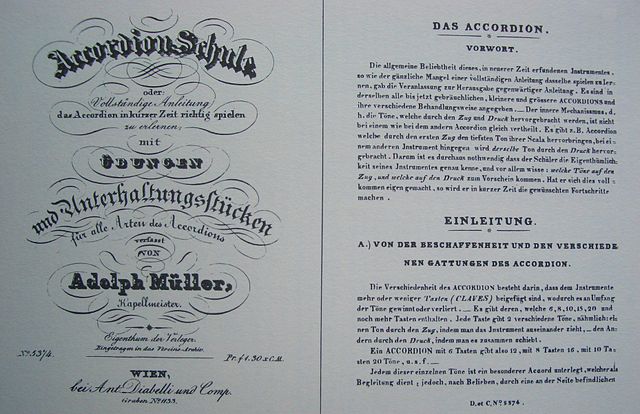 Accordion-Schule
oder
Vollständige Anleitung
das Accordion in kurzer Zeit richtig spielen
zu erlernen,
mit
ÜBUNGEN
und Unterhaltungsstücken
für alle Arten des Accordions
verfasst
VON
Adolph Müller,
Kapellmeister.
Eigenthum der Verleger.
Eingetragen in das Vereins-Archiv.
No. 5374.
Pr. f 1.30 x C.M.
WIEN,
bei Ant. Diabelli und Comp.
Graben No. 1133.
DAS ACCORDION.
VORWORT.
Die allgemeine Beliebtheit dieses, in neuerer Zeit erfundenen Instrumentes,
so wie der gänzliche Mangel einer vollständigen Anleitung dasselbe spielen zu ler-
nen, gab die Veranlassung zur Herausgabe gegenwärtiger Anleitung. Es sind in
derselben alle bis jetzt gebräuchlichen, kleinere und grössere ACCORDIONS und
ihre verschiedene Behandlungsweise angegeben. _ Der innere Mechanismus, d.
h. die Töne, welche durch den Zug und Druck hervorgebracht werden, ist nicht
bei einem wie bei dem andern Accordion gleich vertheilt. Es gibt z. B. Accordion
welche durch den ersten Zug den tiefsten Ton ihrer Scala hervorbringen, bei ei-
nem anderen Instrument hingegen wird derselbe Ton durch den Druck hervor-
gebracht. Darum ist es durchaus nothwendig dass der Schüler die Eigenthümlich-
keit seines Instrumentes genau kenne, und vor allem wisse: welche Töne auf den
Zug, und welche auf den Druck zum Vorschein kommen. Hat er sich dies voll-
kommen eigen gemacht, so wird er in kurzer Zeit die gewünschten Fortschritte
machen.
EINLEITUNG.
A.) VON DER BESCHAFFENHEIT UND DEN VERSCHIEDE-
NEN GATTUNGEN DES ACCORDION.
Die Verschiedenheit des ACCORDION besteht darin, dass dem Instrumente
mehr oder weniger Tasten (CLAVES) beigefügt sind, wodurch es an Umfang
der Töne gewinnt oder verliert. _ Es gibt deren, welche 6, 8, 10, 15, 20 und
noch mehr Tasten enthalten. Jede Taste gibt 2 verschiedene Töne, nähmlich: ei-
nen Ton durch den Zug, indem man das Instrument auseinander zieht, _ den An-
dern durch den Druck, indem man es zusammen schiebt.
Ein ACCORDION mit 6 Tasten gibt also 12, mit 8 Tasten 16, mit 10 Ta-
sten 20 Töne, u. s. f. _
Jedem dieser einzelnen Töne ist ein besonderer Accord unterlegt, welcher als
Begleitung dient; jedoch, nach Belieben, durch eine an der Seite befindlichen
D. et C. No. 5374.